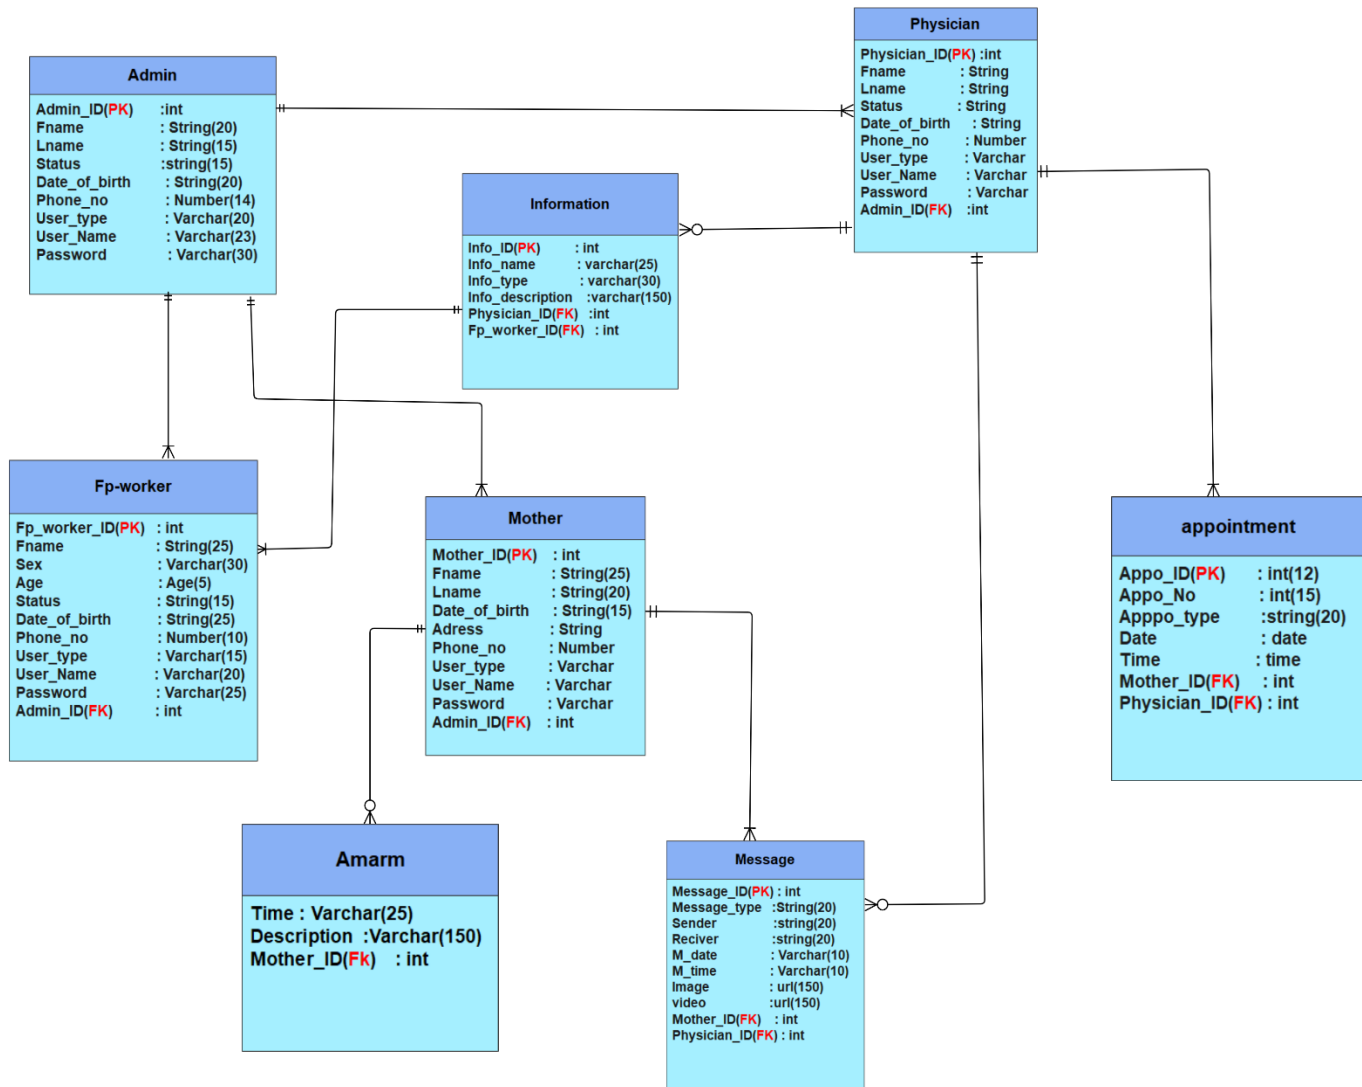 Physician
Physician_ID(PK) :int
Fname : String
Lname : String
Status : String
Date_of_birth : String
Phone_no : Number
User_type : Varchar
User_Name : Varchar
Password : Varchar
Admin_ID(FK) :int
Admin
Admin_ID(PK) :int
Fname : String(20)
Lname : String(15)
Status :string(15)
Date_of_birth : String(20)
Phone_no : Number(14)
User_type : Varchar(20)
User_Name : Varchar(23)
Password : Varchar(30)
Information
Info_ID(PK) : int
Info_name : varchar(25)
Info_type : varchar(30)
Info_description :varchar(150)
Physician_ID(FK) :int
Fp_worker_ID(FK) : int
Fp-worker
Fp_worker_ID(PK) : int
Fname : String(25)
Sex : Varchar(30)
Age : Age(5)
Status : String(15)
Date_of_birth : String(25)
Phone_no : Number(10)
User_type : Varchar(15)
User_Name : Varchar(20)
Password : Varchar(25)
Admin_ID(FK) : int
Mother
Mother_ID(PK) : int
Fname : String(25)
Lname : String(20)
Date_of_birth : String(15)
Adress : String
Phone_no : Number
User_type : Varchar
User_Name : Varchar
Password : Varchar
Admin_ID(FK) : int
appointment
Appo_ID(PK) : int(12)
Appo_No : int(15)
Apppo_type :string(20)
Date : date
Time : time
Mother_ID(FK) : int
Physician_ID(FK) : int
Amarm
Time : Varchar(25)
Description :Varchar(150)
Mother_ID(Fk) : int
Message
Message_ID(PK) : int
Message_type :String(20)
Sender :string(20)
Reciver :string(20)
M_date : Varchar(10)
M_time : Varchar(10)
Image : url(150)
video :url(150)
Mother_ID(FK) : int
Physician_ID(FK) : int